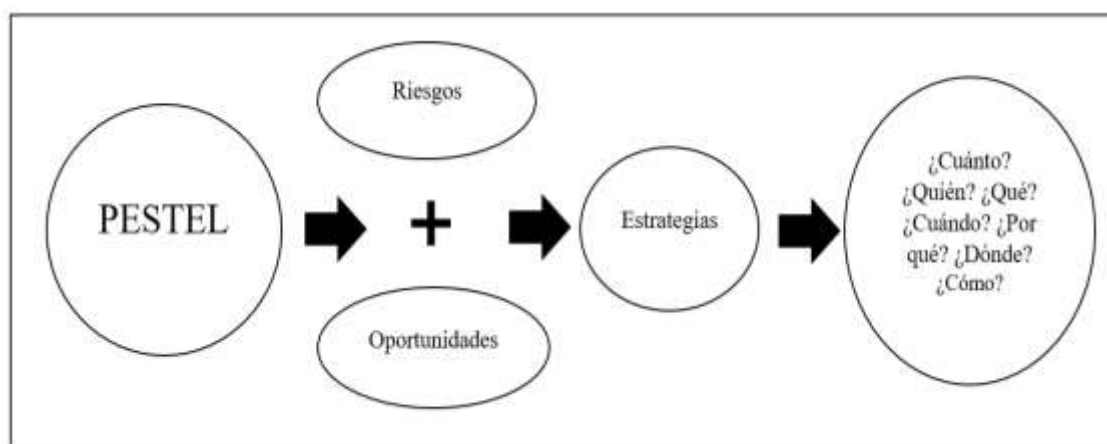 PESTEL
Riesgos
+
Oportunidades
Estrategias
¿Cuánto?
¿Quién? ¿Qué?
¿Cuándo? ¿Por
qué? ¿Dónde?
¿Cómo?